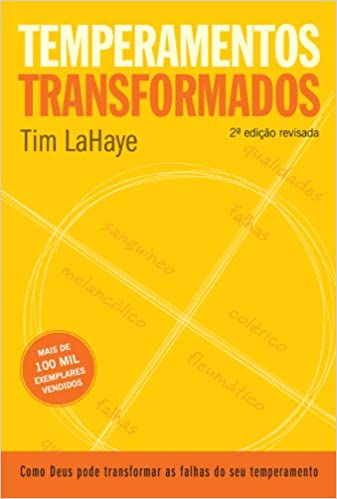 TEMPERAMENTOS
TRANSFORMADOS
Tim LaHaye
2ª edição revisada
qualidades
falhas
sanguíneo
melancólico
colérico
fleumático
falhas
qualidades
MAIS DE
100 MIL
EXEMPLARES
VENDIDOS
Como Deus pode transformar as falhas do seu temperamento